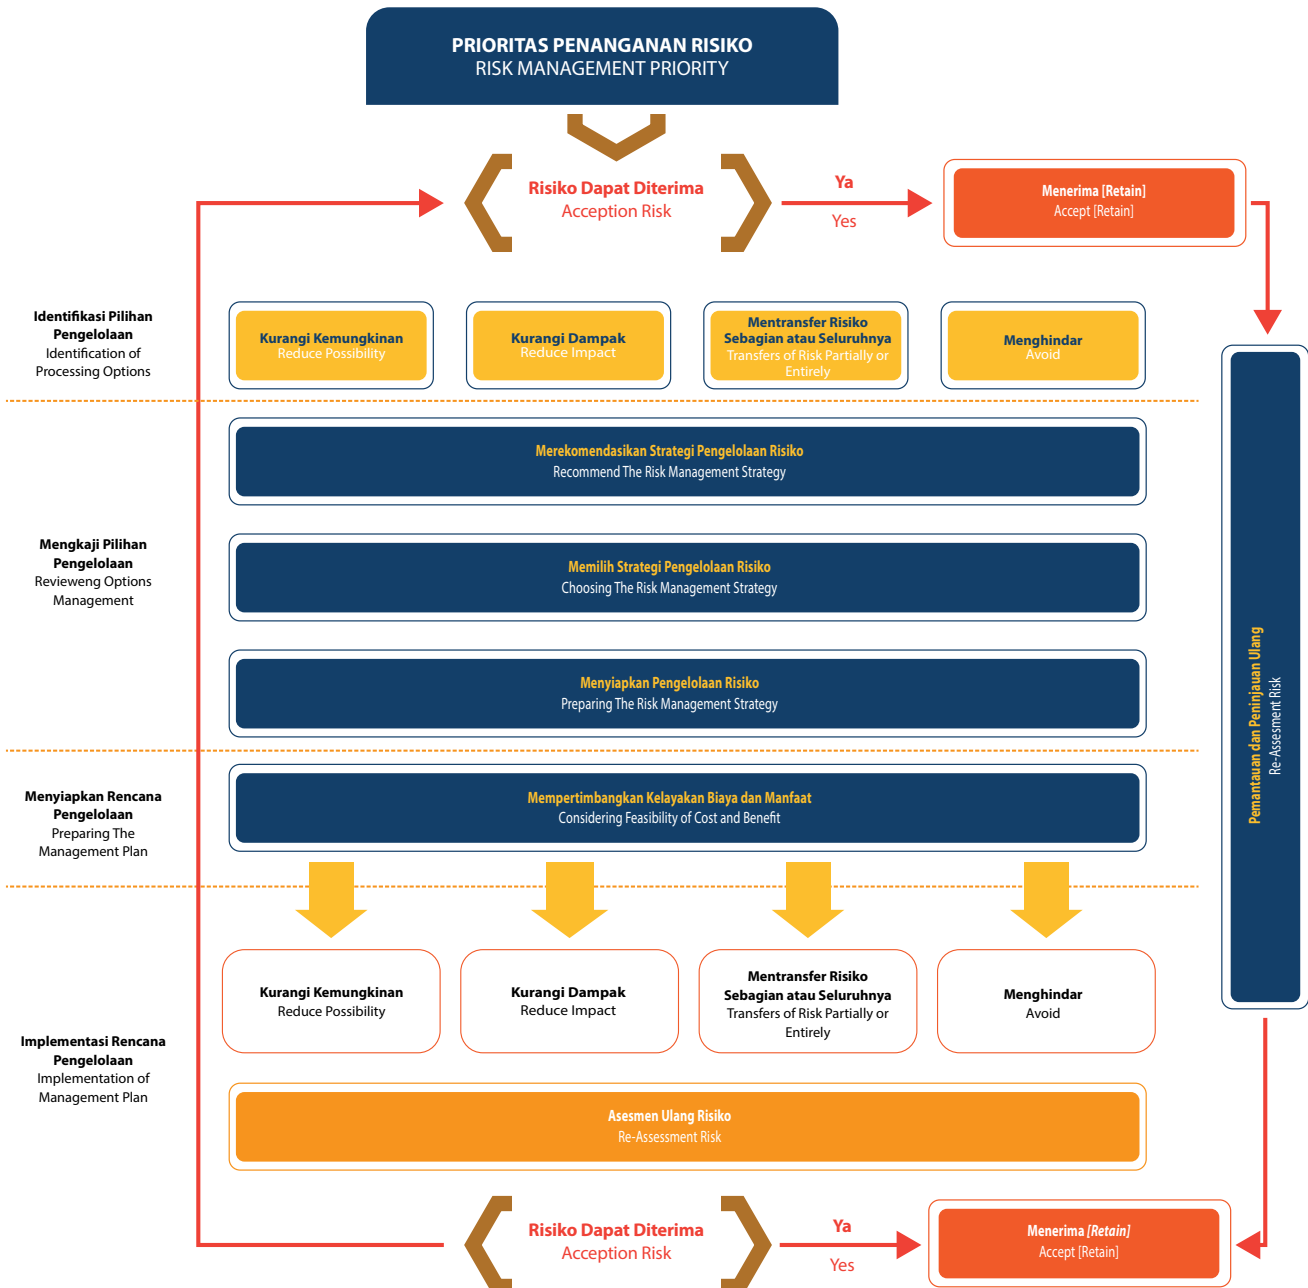 PRIORITAS PENANGANAN RISIKO
RISK MANAGEMENT PRIORITY
Risiko Dapat Diterima
Acception Risk
Ya
Yes
Menerima [Retain]
Accept [Retain]
Identifikasi Pilihan
Pengelolaan
Identification of
Processing Options
Kurangi Kemungkinan
Reduce Possibility
Kurangi Dampak
Reduce Impact
Mentransfer Risiko
Sebagian atau Seluruhnya
Transfers of Risk Partially or
Entirely
Menghindar
Avoid
Mengkaji Pilihan
Pengelolaan
Revieweng Options
Management
Merekomendasikan Strategi Pengelolaan Risiko
Recommend The Risk Management Strategy
Memilih Strategi Pengelolaan Risiko
Choosing The Risk Management Strategy
Menyiapkan Pengelolaan Risiko
Preparing The Risk Management Strategy
Pemantauan dan Peninjauan Ulang
Re-Assesment Risk
Menyiapkan Rencana
Pengelolaan
Preparing The
Management Plan
Mempertimbangkan Kelayakan Biaya dan Manfaat
Considering Feasibility of Cost and Benefit
Implementasi Rencana
Pengelolaan
Implementation of
Management Plan
Kurangi Kemungkinan
Reduce Possibility
Kurangi Dampak
Reduce Impact
Mentransfer Risiko
Sebagian atau Seluruhnya
Transfers of Risk Partially or
Entirely
Menghindar
Avoid
Asesmen Ulang Risiko
Re-Assessment Risk
Risiko Dapat Diterima
Acception Risk
Ya
Yes
Menerima [Retain]
Accept [Retain]